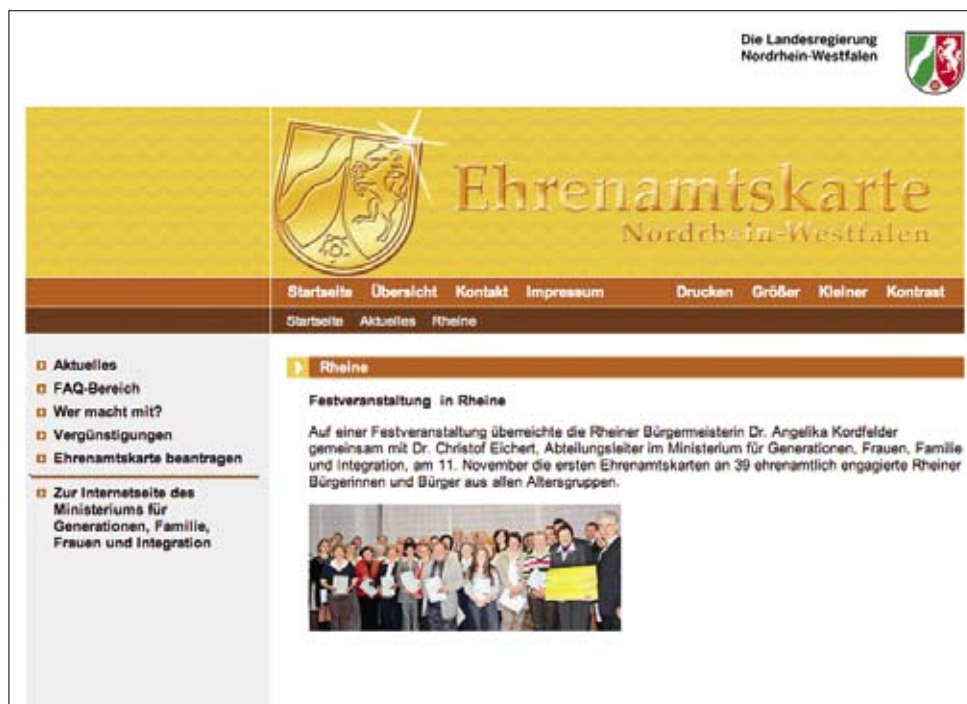 Die Landesregierung
Nordrhein-Westfalen
Ehrenamtskarte
Nordrhein-Westfalen
Startseite Übersicht Kontakt Impressum Drucken Größer Kleiner Kontrast
Startseite Aktuelles Rheine
Aktuelles
FAQ-Bereich
Wer macht mit?
Vergünstigungen
Ehrenamtskarte beantragen
Zur Internetseite des
Ministeriums für
Generationen, Familie,
Frauen und Integration
Rheine
Festveranstaltung in Rheine
Auf einer Festveranstaltung überreichte die Rheiner Bürgermeisterin Dr. Angelika Kordfelder
gemeinsam mit Dr. Christof Eichert, Abteilungsleiter im Ministerium für Generationen, Frauen, Familie
und Integration, am 11. November die ersten Ehrenamtskarten an 39 ehrenamtlich engagierte Rheiner
Bürgerinnen und Bürger aus allen Altersgruppen.